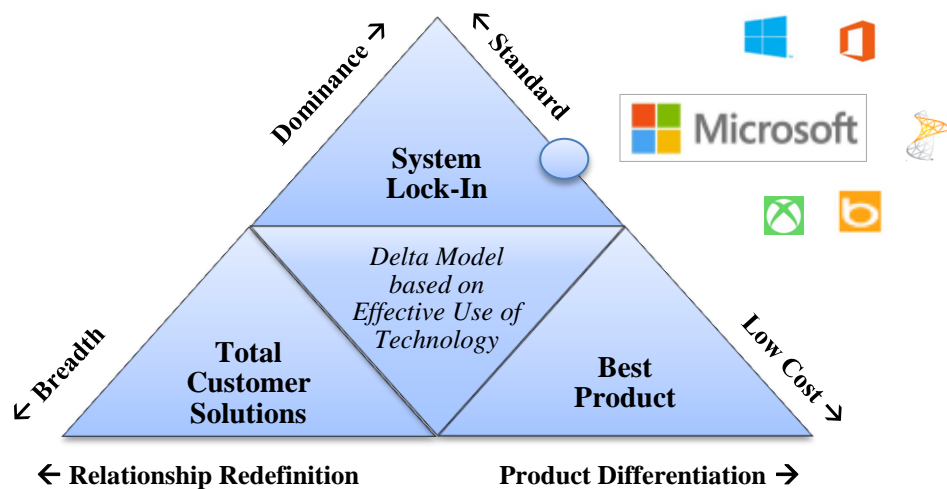 Dominance →
← Standard
Microsoft
System
Lock-In
Delta Model
based on
Effective Use of
Technology
← Breadth
Total
Customer
Solutions
Best
Product
Low Cost →
← Relationship Redefinition
Product Differentiation →